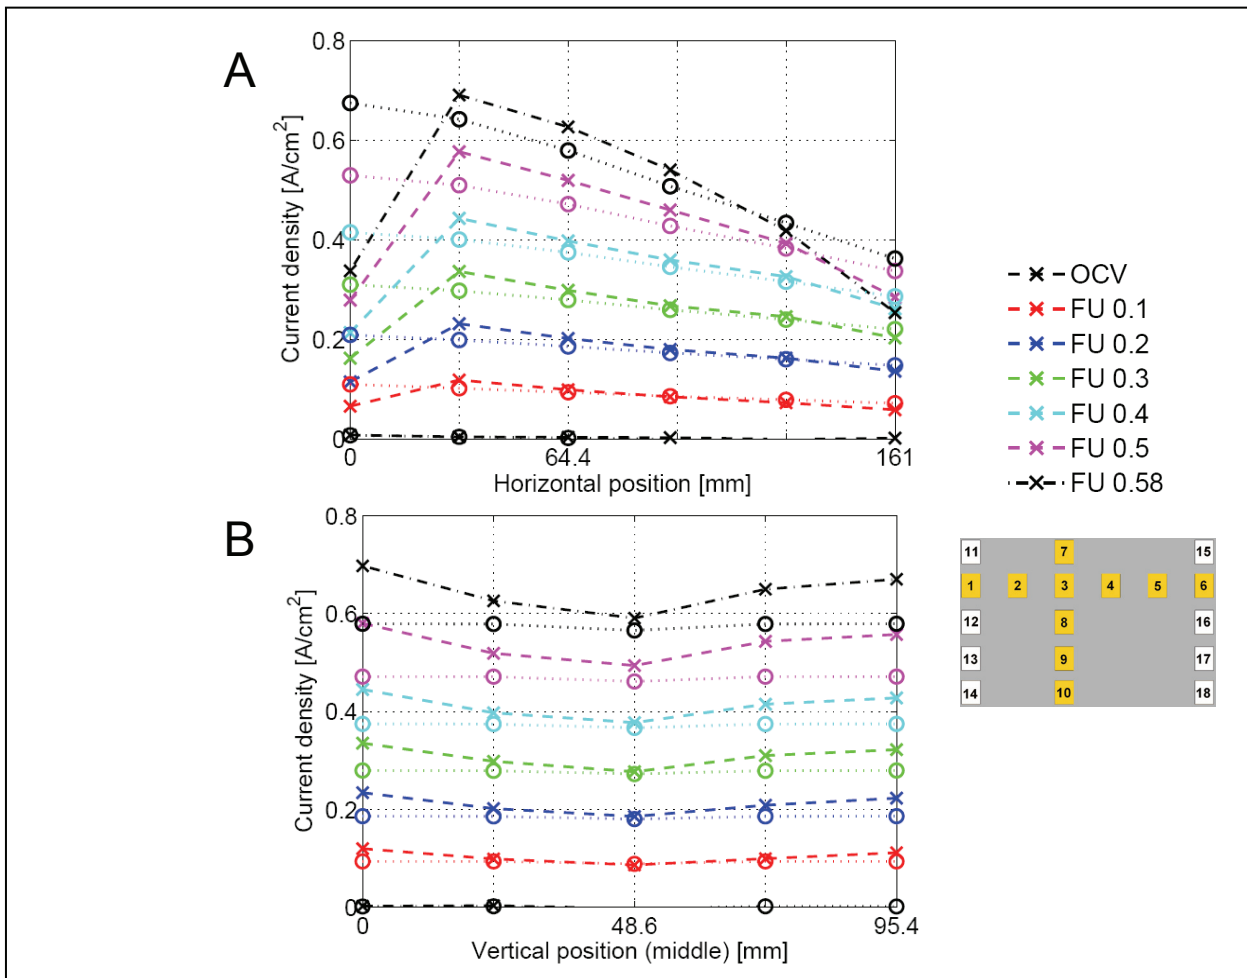 A
0.8
0.6
0.4
0.2
0
Current density [A/cm²]
0 64.4 161
Horizontal position [mm]
OCV
FU 0.1
FU 0.2
FU 0.3
FU 0.4
FU 0.5
FU 0.58
B
0.8
0.6
0.4
0.2
0
Current density [A/cm²]
0 48.6 95.4
Vertical position (middle) [mm]
11 7 15
1 2 3 4 5 6
12 8 16
13 9 17
14 10 18